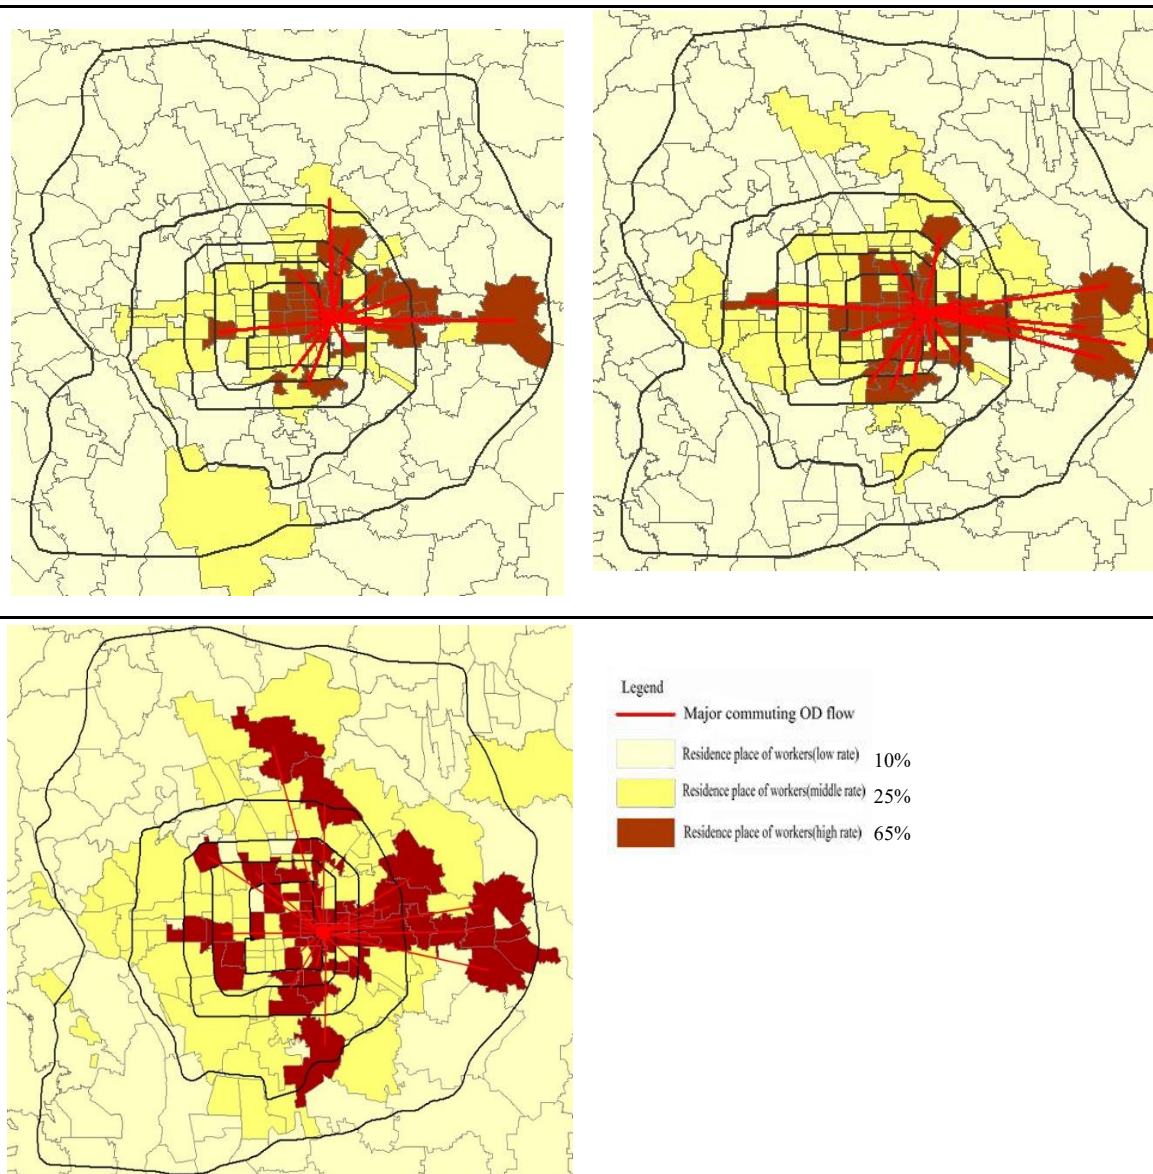 Legend
Major commuting OD flow
Residence place of workers(low rate) 10%
Residence place of workers(middle rate) 25%
Residence place of workers(high rate) 65%